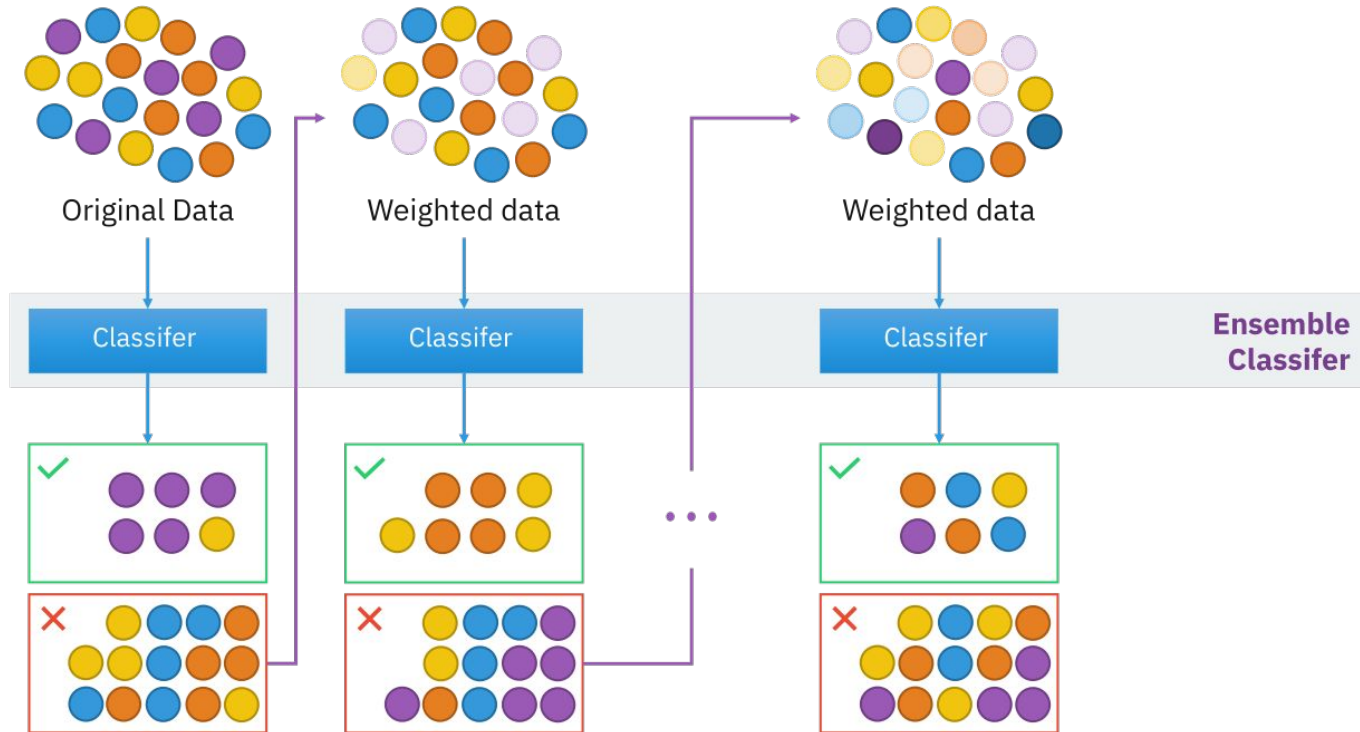 Original Data
Weighted data
Weighted data
Classifer
Classifer
Classifer
Ensemble
Classifer